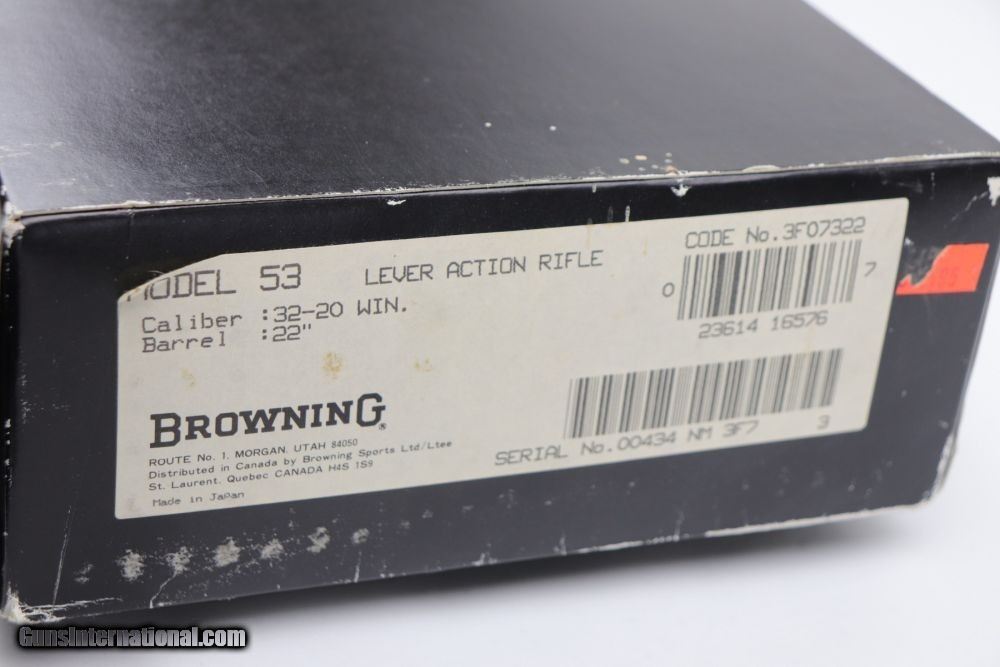 MODEL 53 LEVER ACTION RIFLE
CODE No.3F07322
Caliber :32-20 WIN.
Barrel :22"
0 23614 16576 7
BROWNING®
ROUTE No. 1, MORGAN, UTAH 84050
Distributed in Canada by Browning Sports Ltd/Ltee
St. Laurent, Quebec CANADA H4S 1S9
Made in Japan
SERIAL No.00434 NM 3F7 3
GunsInternational.com